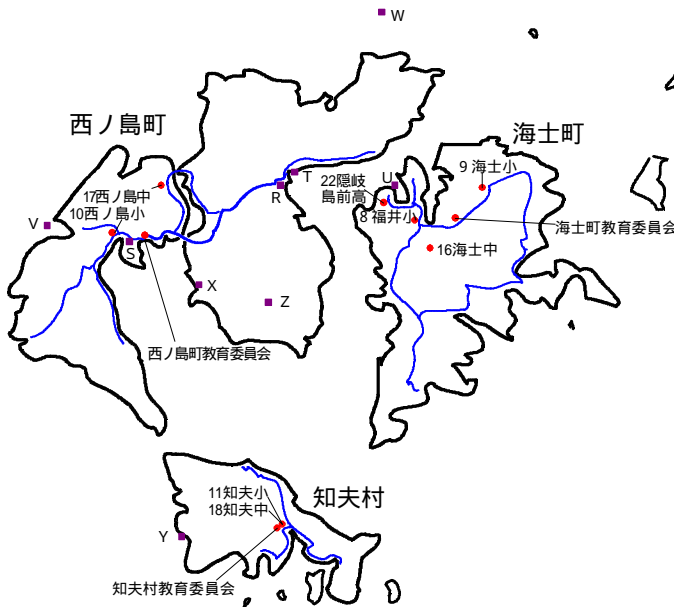 W
西ノ島町
海士町
9 海士小
T
22隠岐
島前高
U
17西ノ島中
R
10西ノ島小
8 福井小
V
海士町教育委員会
S
16海士中
X
Z
西ノ島町教育委員会
11知夫小
知夫村
18知夫中
Y
知夫村教育委員会